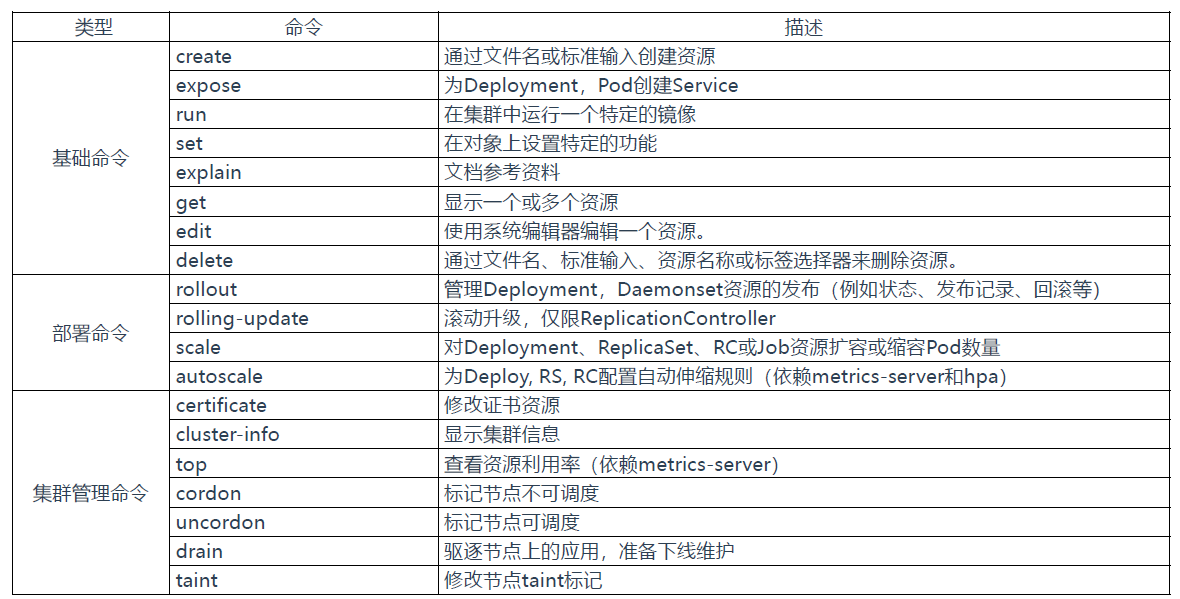 类型 命令 描述
基础命令
create 通过文件名或标准输入创建资源
expose 为Deployment，Pod创建Service
run 在集群中运行一个特定的镜像
set 在对象上设置特定的功能
explain 文档参考资料
get 显示一个或多个资源
edit 使用系统编辑器编辑一个资源。
delete 通过文件名、标准输入、资源名称或标签选择器来删除资源。
部署命令
rollout 管理Deployment，Daemonset资源的发布（例如状态、发布记录、回滚等）
rolling-update 滚动升级，仅限ReplicationController
scale 对Deployment、ReplicaSet、RC或Job资源扩容或缩容Pod数量
autoscale 为Deploy, RS, RC配置自动伸缩规则（依赖metrics-server和hpa）
集群管理命令
certificate 修改证书资源
cluster-info 显示集群信息
top 查看资源利用率（依赖metrics-server）
cordon 标记节点不可调度
uncordon 标记节点可调度
drain 驱逐节点上的应用，准备下线维护
taint 修改节点taint标记